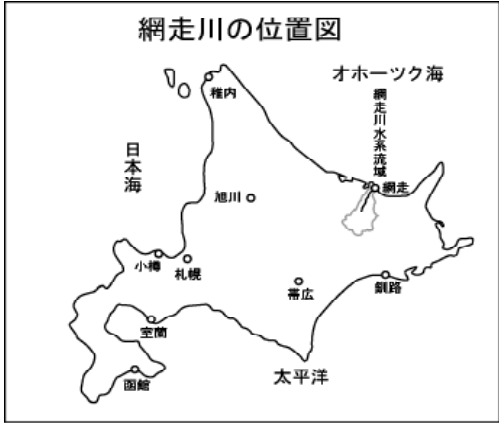 網走川の位置図
オホーツク海
網走川水系流域
稚内
日本海
網走
旭川
小樽
札幌
帯広
釧路
室蘭
太平洋
函館